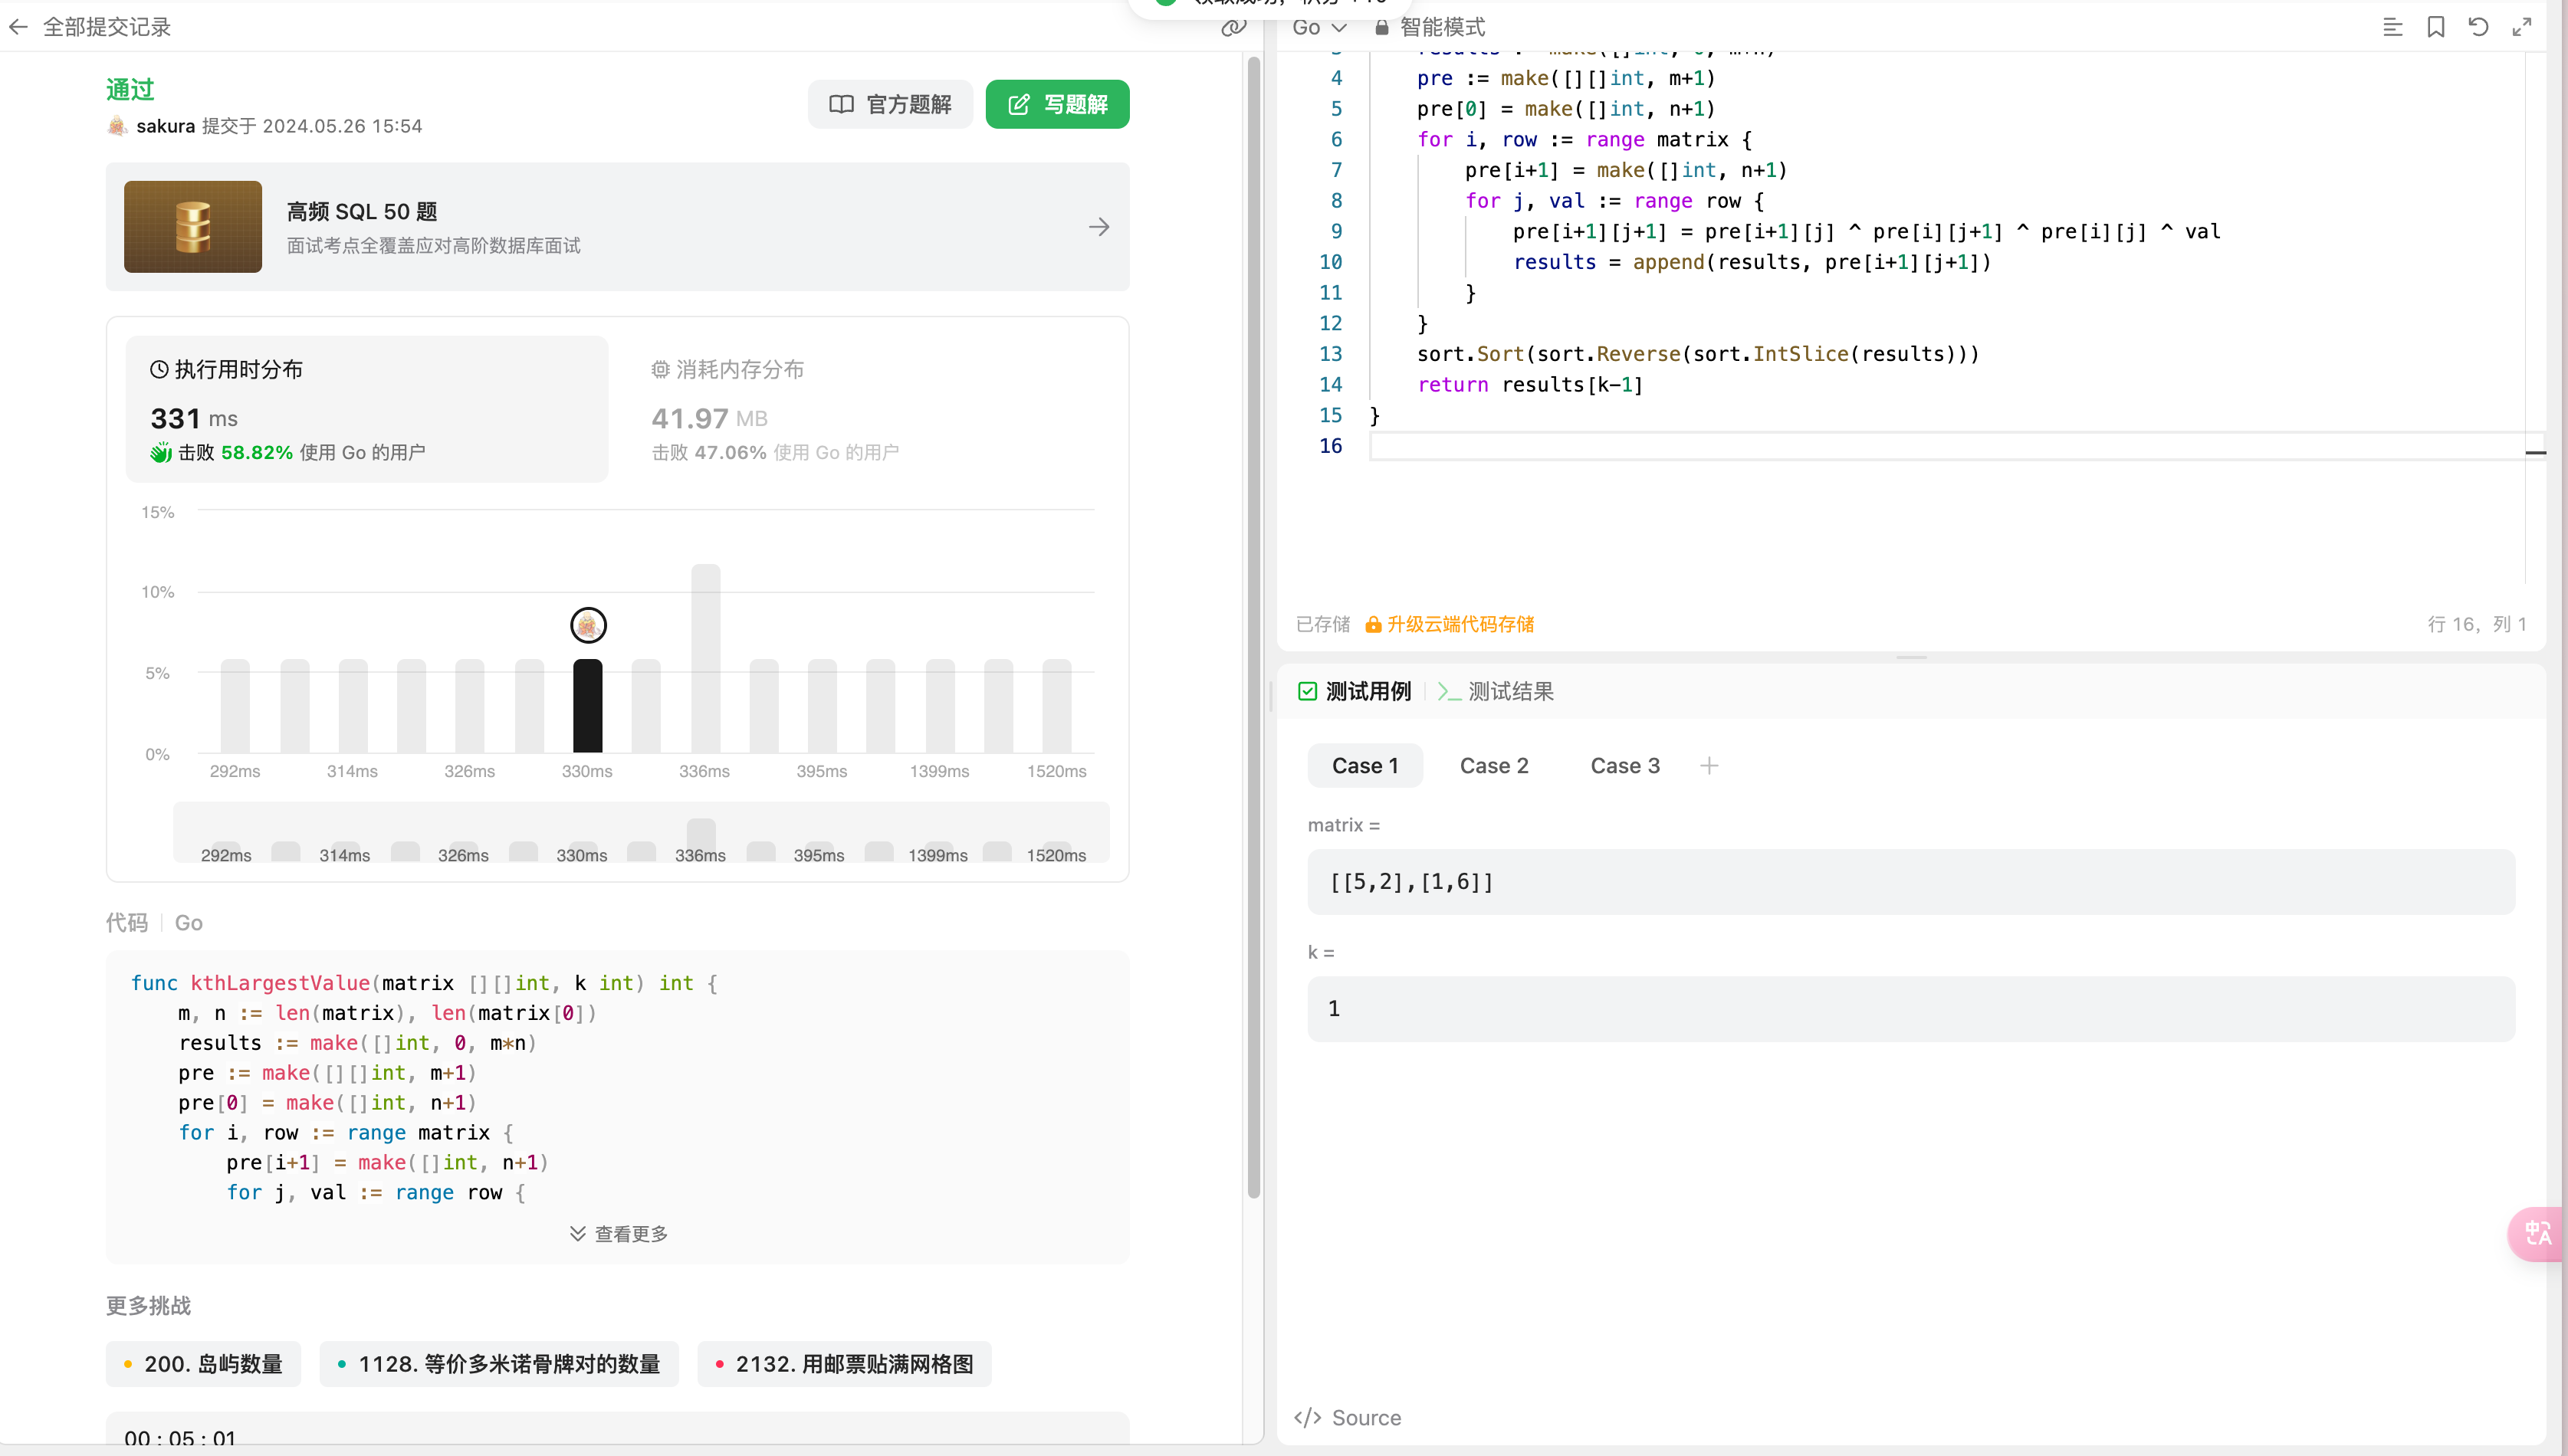 全部提交记录
通过
官方题解
写题解
sakura 提交于 2024.05.26 15:54
高频 SQL 50 题
面试考点全覆盖应对高阶数据库面试
执行用时分布
331 ms
击败 58.82% 使用 Go 的用户
消耗内存分布
41.97 MB
击败 47.06% 使用 Go 的用户
15%
10%
5%
0%
292ms 314ms 326ms 330ms 336ms 395ms 1399ms 1520ms
292ms 314ms 326ms 330ms 336ms 395ms 1399ms 1520ms
代码 | Go
func kthLargestValue(matrix [][]int, k int) int {
    m, n := len(matrix), len(matrix[0])
    results := make([]int, 0, m*n)
    pre := make([][]int, m+1)
    pre[0] = make([]int, n+1)
    for i, row := range matrix {
        pre[i+1] = make([]int, n+1)
        for j, val := range row {
查看更多
更多挑战
200. 岛屿数量
1128. 等价多米诺骨牌对的数量
2132. 用邮票贴满网格图
00 : 05 : 01
Go 智能模式
4     pre := make([][]int, m+1)
5     pre[0] = make([]int, n+1)
6     for i, row := range matrix {
7         pre[i+1] = make([]int, n+1)
8         for j, val := range row {
9             pre[i+1][j+1] = pre[i+1][j] ^ pre[i][j+1] ^ pre[i][j] ^ val
10             results = append(results, pre[i+1][j+1])
11         }
12     }
13     sort.Sort(sort.Reverse(sort.IntSlice(results)))
14     return results[k-1]
15 }
16
已存储 升级云端代码存储
行 16, 列 1
测试用例
>_ 测试结果
Case 1 Case 2 Case 3 +
matrix =
[[5,2],[1,6]]
k =
1
</> Source